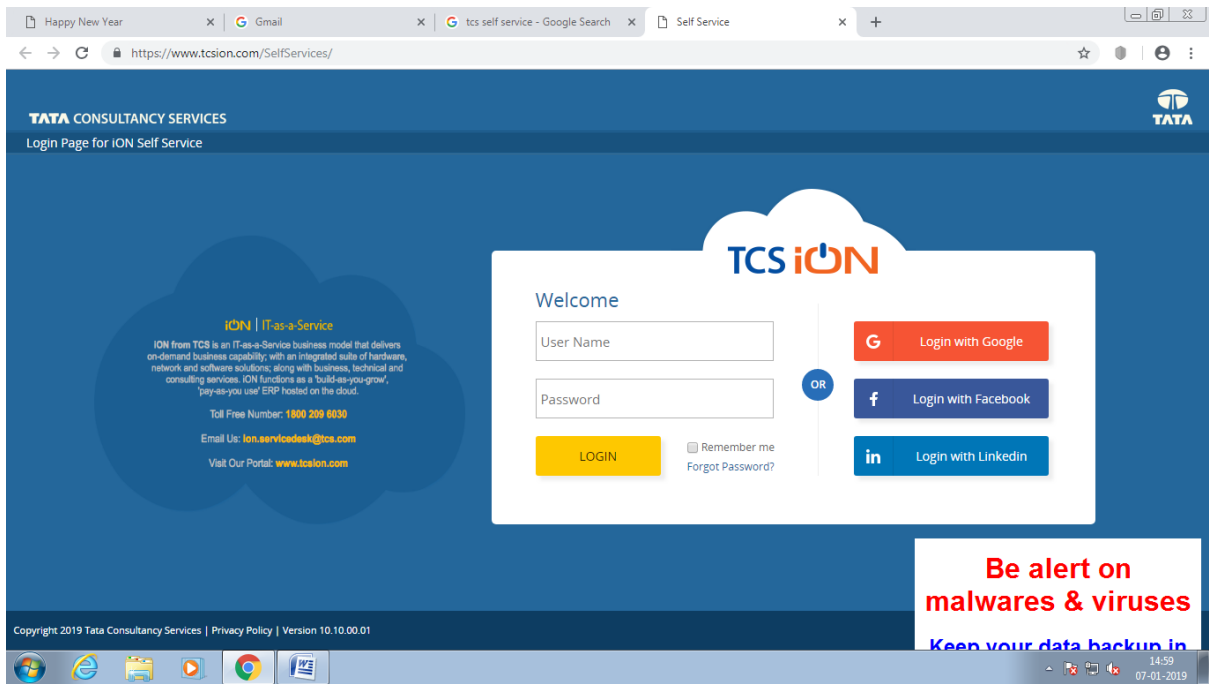 Happy New Year
Gmail
tcs self service - Google Search
Self Service
https://www.tcsion.com/SelfServices/
TATA CONSULTANCY SERVICES
TATA
Login Page for iON Self Service
TCS iON
Welcome
User Name
Password
LOGIN
Remember me
Forgot Password?
OR
G Login with Google
f Login with Facebook
in Login with Linkedin
iON | IT-as-a-Service
iON from TCS is an IT-as-a-Service business model that delivers
on-demand business capability; with an integrated suite of hardware,
network and software solutions; along with business, technical and
consulting services. iON functions as a 'build-as-you-grow',
'pay-as-you use' ERP hosted on the cloud.
Toll Free Number: 1800 209 6030
Email Us: ion.servicedesk@tcs.com
Visit Our Portal: www.tcsion.com
Be alert on
malwares & viruses
Keep your data backup in
Copyright 2019 Tata Consultancy Services | Privacy Policy | Version 10.10.00.01
14:59
07-01-2019